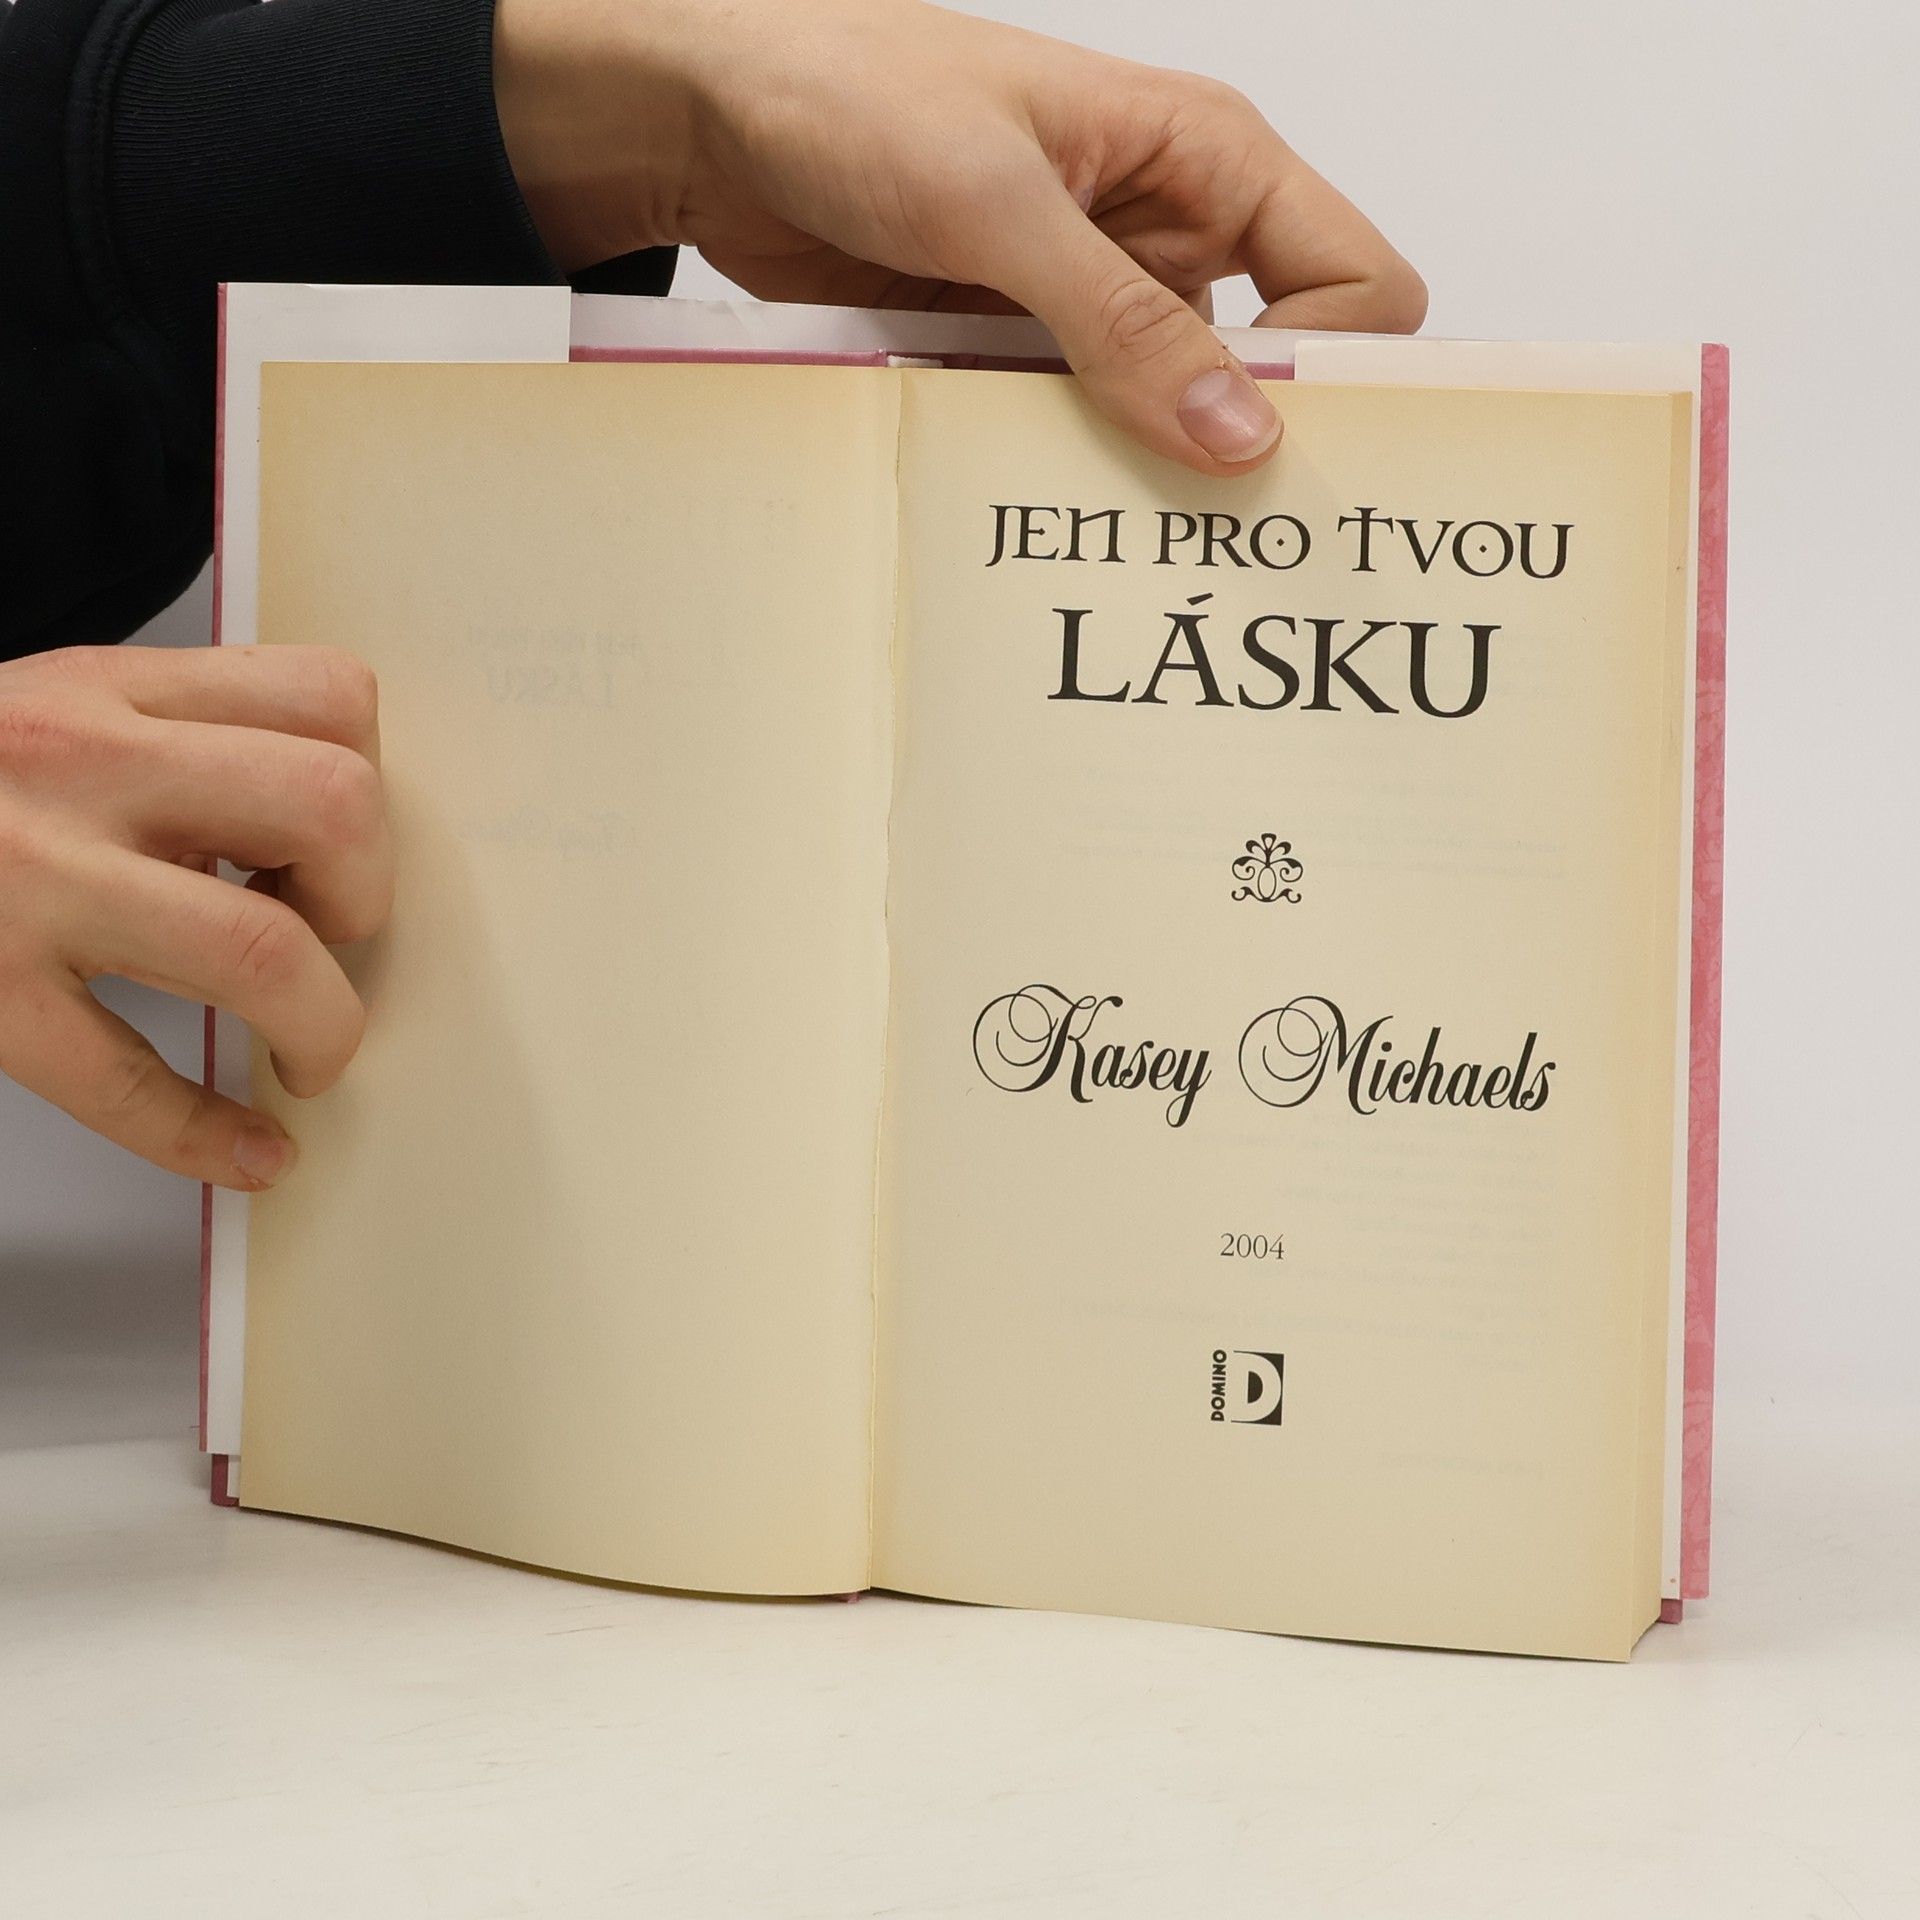 JEN PRO TVOU
LÁSKU
Kasey Michaels
2004
DOMINO
D